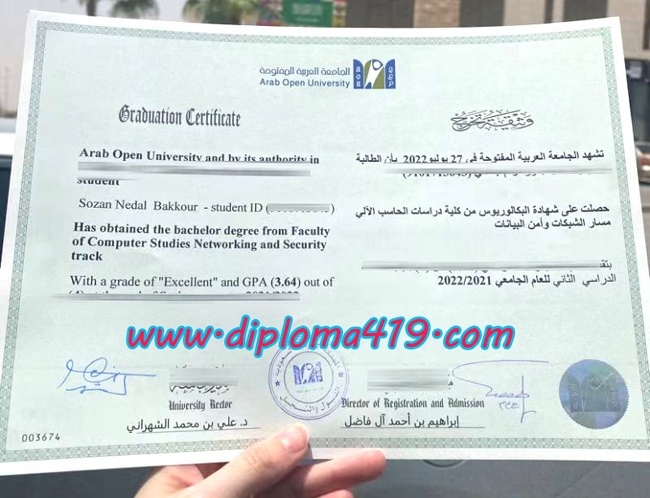 الجامعة العربية المفتوحة
Arab Open University
Graduation Certificate
وثيقة تخرج
Arab Open University and by its authority in
student
Sozan Nedal Bakkour - student ID (
Has obtained the bachelor degree from Faculty
of Computer Studies Networking and Security
track
With a grade of "Excellent" and GPA (3.64) out of
تشهد الجامعة العربية المفتوحة في 27 يوليو 2022 بأن الطالبة
حصلت على شهادة البكالوريوس من كلية دراسات الحاسب الآلي
مسار الشبكات وأمن البيانات
الدراسي الثاني للعام الجامعي 2022/2021
www.diploma419.com
University Rector
د. علي بن محمد الشهراني
Director of Registration and Admission
إبراهيم بن أحمد آل فاضل
003674